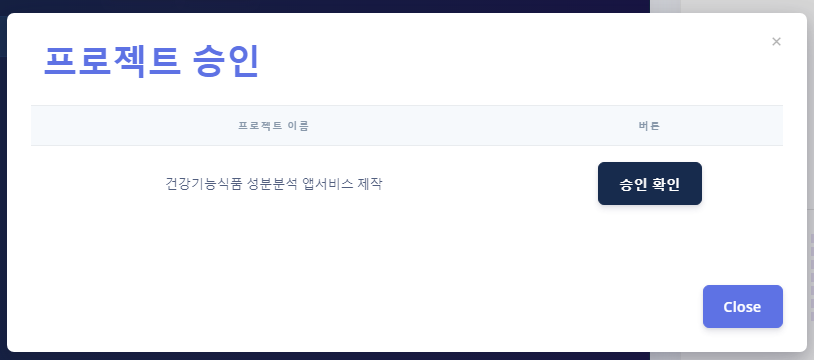 프로젝트 승인
×
프로젝트 이름 버튼
건강기능식품 성분분석 앱서비스 제작 승인 확인
Close